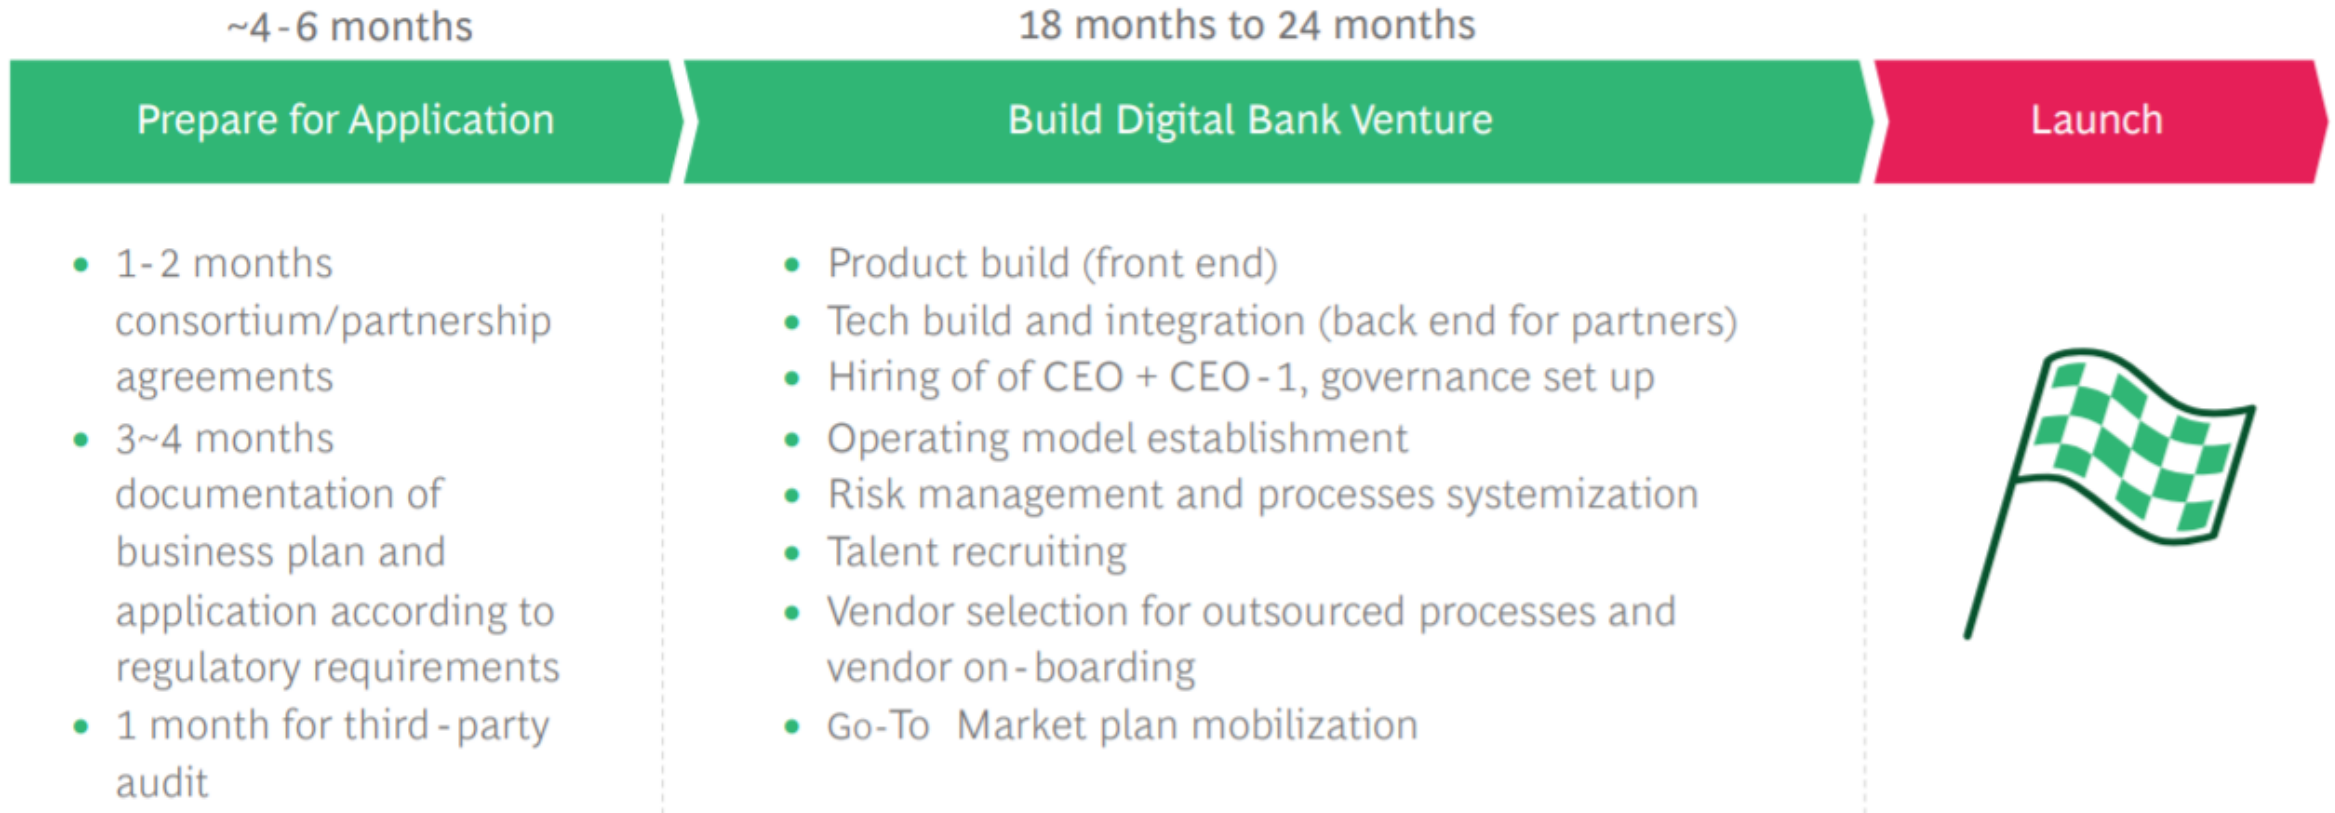 ~4-6 months
18 months to 24 months
Prepare for Application
Build Digital Bank Venture
Launch
• 1-2 months
consortium/partnership
agreements
• 3~4 months
documentation of
business plan and
application according to
regulatory requirements
• 1 month for third-party
audit
• Product build (front end)
• Tech build and integration (back end for partners)
• Hiring of of CEO + CEO-1, governance set up
• Operating model establishment
• Risk management and processes systemization
• Talent recruiting
• Vendor selection for outsourced processes and
vendor on-boarding
• Go-To Market plan mobilization